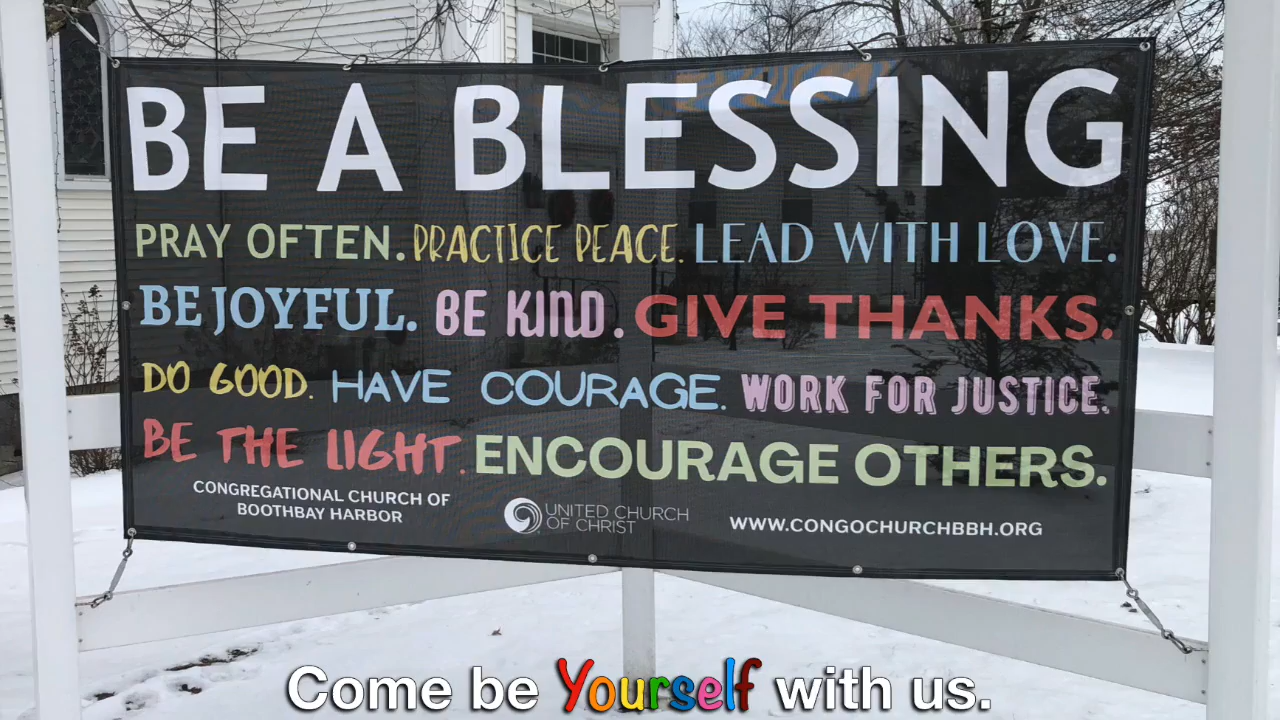 BE A BLESSING
PRAY OFTEN. PRACTICE PEACE. LEAD WITH LOVE.
BE JOYFUL. BE KIND. GIVE THANKS.
DO GOOD. HAVE COURAGE. WORK FOR JUSTICE.
BE THE LIGHT. ENCOURAGE OTHERS.
CONGREGATIONAL CHURCH OF
BOOTHBAY HARBOR
UNITED CHURCH
OF CHRIST
WWW.CONGOCHURCHBBH.ORG
Come be Yourself with us.